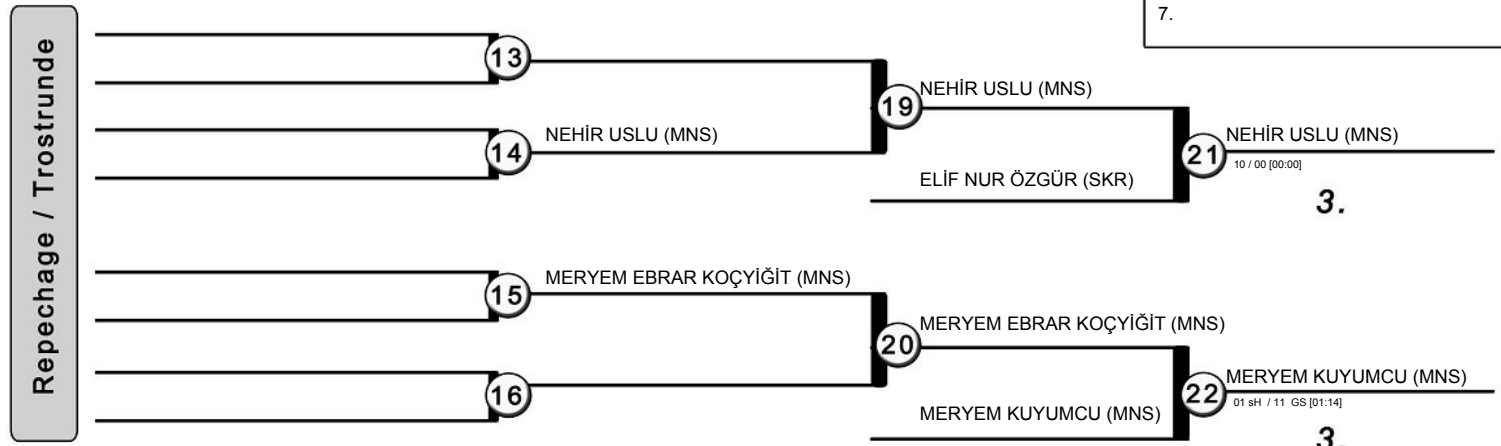 7.
Repechage / Trostrunde
13
19
NEHİR USLU (MNS)
14
NEHİR USLU (MNS)
21
NEHİR USLU (MNS)
10 / 00 [00:00]
ELİF NUR ÖZGÜR (SKR)
3.
15
MERYEM EBRAR KOÇYİĞİT (MNS)
20
MERYEM EBRAR KOÇYİĞİT (MNS)
16
22
MERYEM KUYUMCU (MNS)
01 sH / 11 GS [01:14]
MERYEM KUYUMCU (MNS)
3.